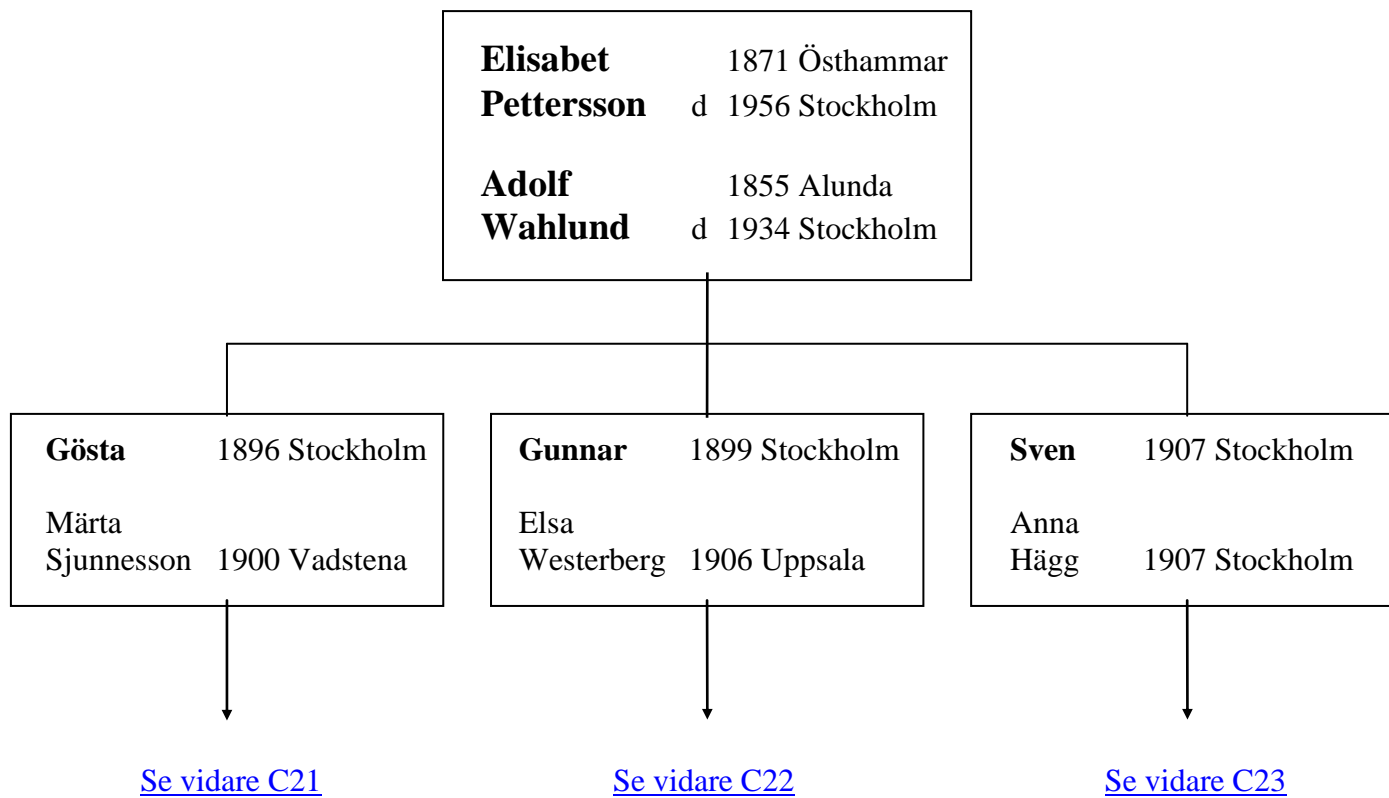 Elisabet 1871 Östhammar
Pettersson d 1956 Stockholm
Adolf 1855 Alunda
Wahlund d 1934 Stockholm
Gösta 1896 Stockholm
Märta
Sjunnesson 1900 Vadstena
Gunnar 1899 Stockholm
Elsa
Westerberg 1906 Uppsala
Sven 1907 Stockholm
Anna
Hägg 1907 Stockholm
Se vidare C21
Se vidare C22
Se vidare C23